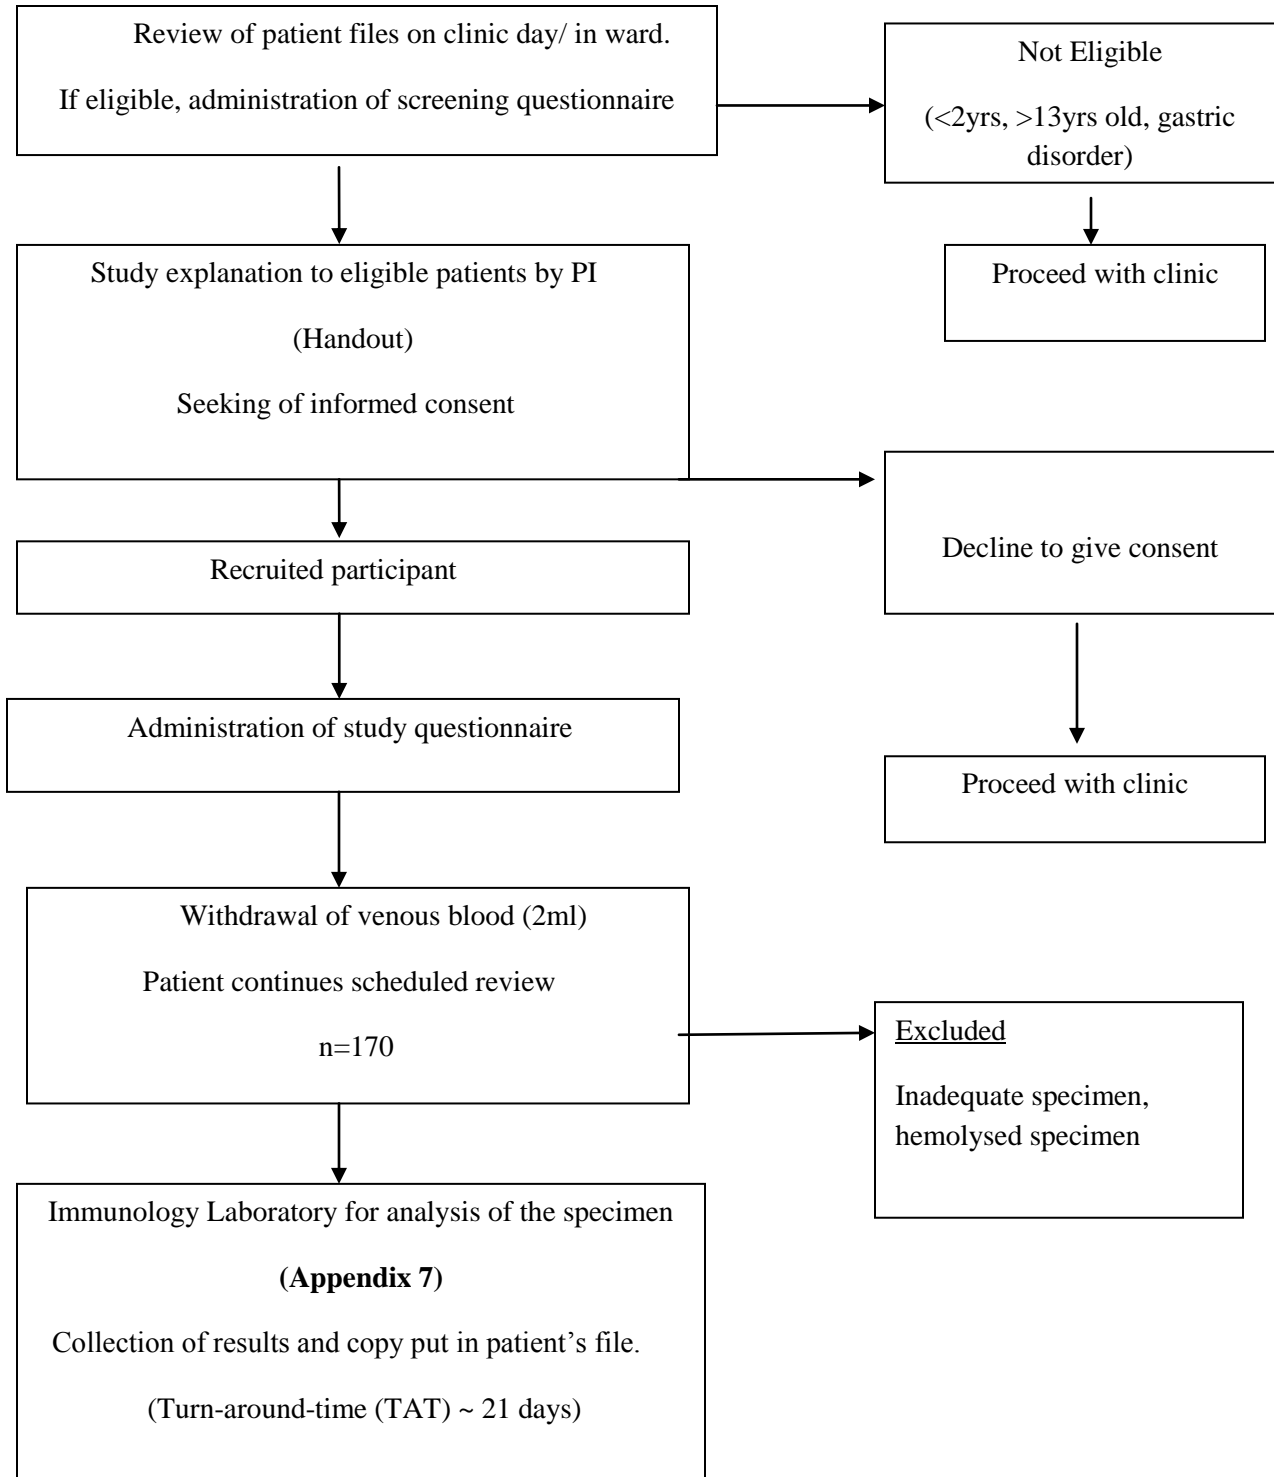 Review of patient files on clinic day/ in ward.
If eligible, administration of screening questionnaire
Not Eligible
(<2yrs, >13yrs old, gastric
disorder)
Proceed with clinic
Study explanation to eligible patients by PI
(Handout)
Seeking of informed consent
Decline to give consent
Proceed with clinic
Recruited participant
Administration of study questionnaire
Withdrawal of venous blood (2ml)
Patient continues scheduled review
n=170
Excluded
Inadequate specimen,
hemolysed specimen
Immunology Laboratory for analysis of the specimen
(Appendix 7)
Collection of results and copy put in patient’s file.
(Turn-around-time (TAT) ~ 21 days)